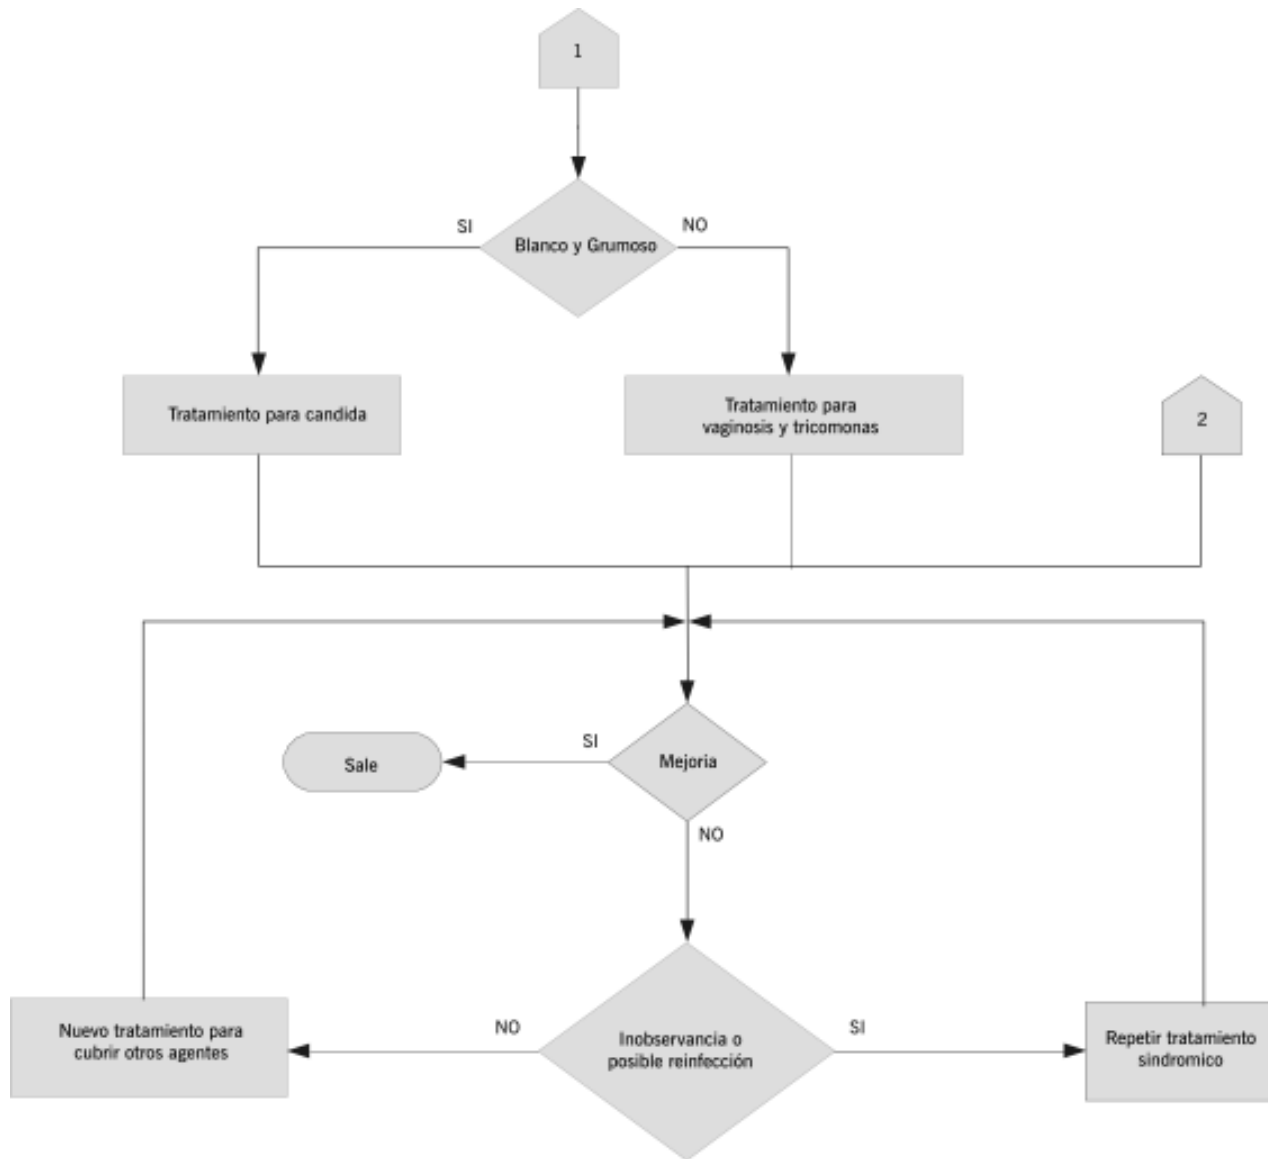 1
SI
NO
Blanco y Grumoso
Tratamiento para candida
Tratamiento para
vaginosis y tricomonas
2
SI
Mejoria
Sale
NO
NO
Inobservancia o
posible reinfección
SI
Nuevo tratamiento para
cubrir otros agentes
Repetir tratamiento
sindromico